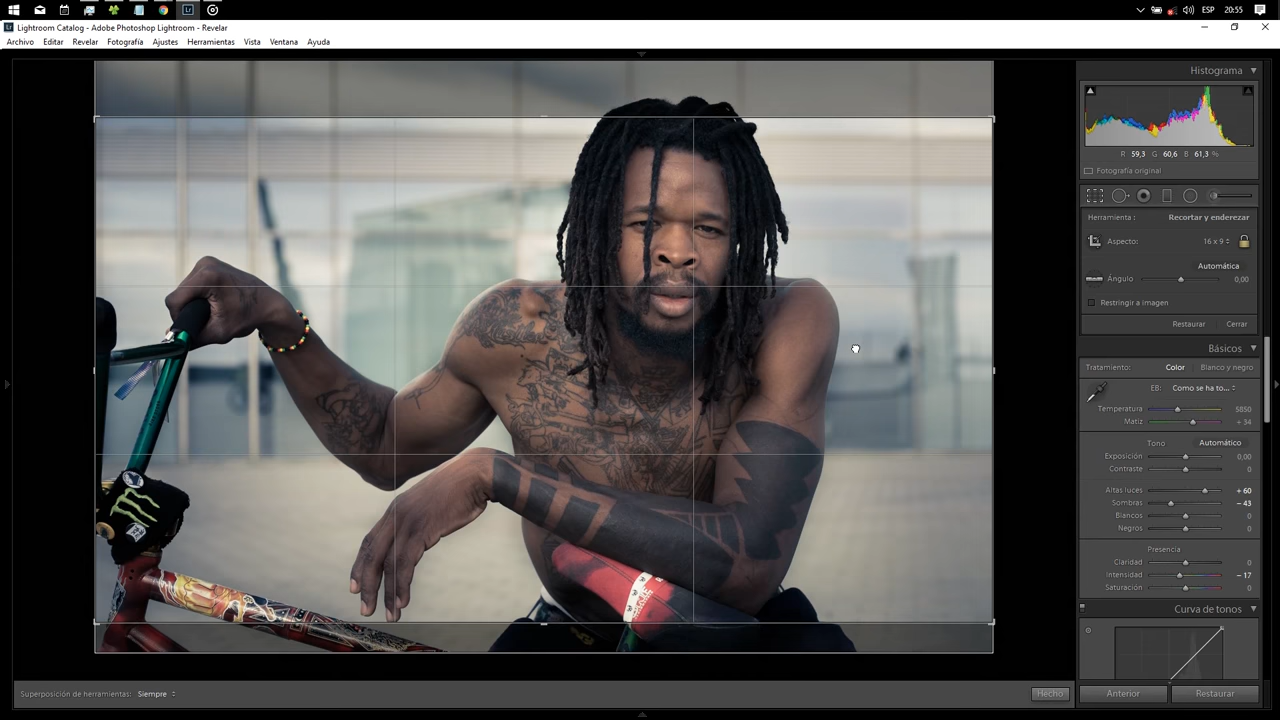 ESP 20:55
Lightroom Catalog - Adobe Photoshop Lightroom - Revelar
Archivo Editar Revelar Fotografía Ajustes Herramientas Vista Ventana Ayuda
Histograma
R 59,3 G 60,6 B 61,3 %
Fotografía original
Herramienta : Recortar y enderezar
Aspecto: 16 x 9
Automática
Ángulo 0,00
Restringir a imagen
Restaurar Cerrar
Básicos
Tratamiento: Color Blanco y negro
EB: Como se ha to...
Temperatura 5850
Matiz + 34
Tono Automático
Exposición 0,00
Contraste 0
Altas luces + 60
Sombras − 43
Blancos 0
Negros 0
Presencia
Claridad 0
Intensidad − 17
Saturación 0
Curva de tonos
Superposición de herramientas: Siempre
Hecho
Anterior Restaurar